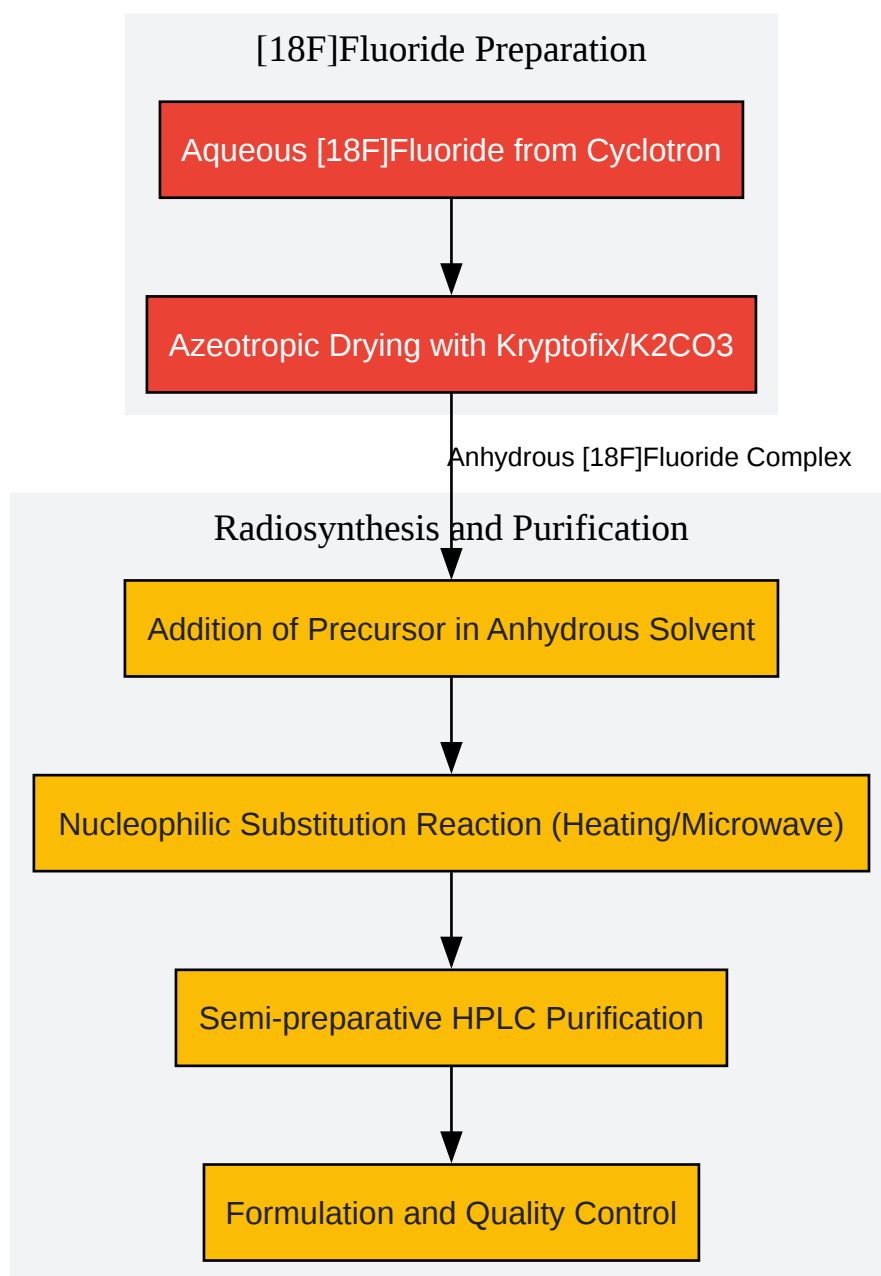 [18F]Fluoride Preparation
Aqueous [18F]Fluoride from Cyclotron
Azeotropic Drying with Kryptofix/K2CO3
Anhydrous [18F]Fluoride Complex
Radiosynthesis and Purification
Addition of Precursor in Anhydrous Solvent
Nucleophilic Substitution Reaction (Heating/Microwave)
Semi-preparative HPLC Purification
Formulation and Quality Control